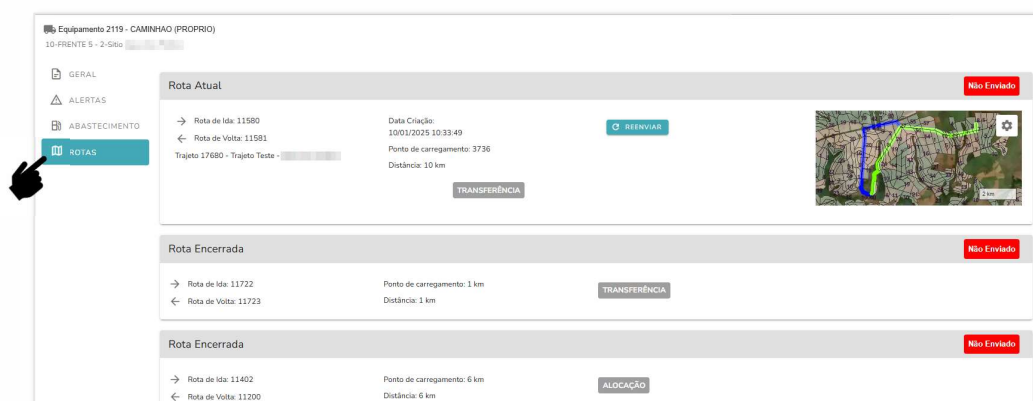 Equipamento 2119 - CAMINHAO (PROPRIO)
10-FRENTE 5 - 2-Sitio
GERAL
ALERTAS
ABASTECIMENTO
ROTAS
Rota Atual
Não Enviado
Rota de Ida: 11580
Rota de Volta: 11581
Trajeto 17680 - Trajeto Teste -
Data Criação:
10/01/2025 10:33:49
Ponto de carregamento: 3736
Distância: 10 km
REENVIAR
TRANSFERÊNCIA
2 km
Rota Encerrada
Não Enviado
Rota de Ida: 11722
Rota de Volta: 11723
Ponto de carregamento: 1 km
Distância: 1 km
TRANSFERÊNCIA
Rota Encerrada
Não Enviado
Rota de Ida: 11402
Rota de Volta: 11200
Ponto de carregamento: 6 km
Distância: 6 km
ALOCAÇÃO